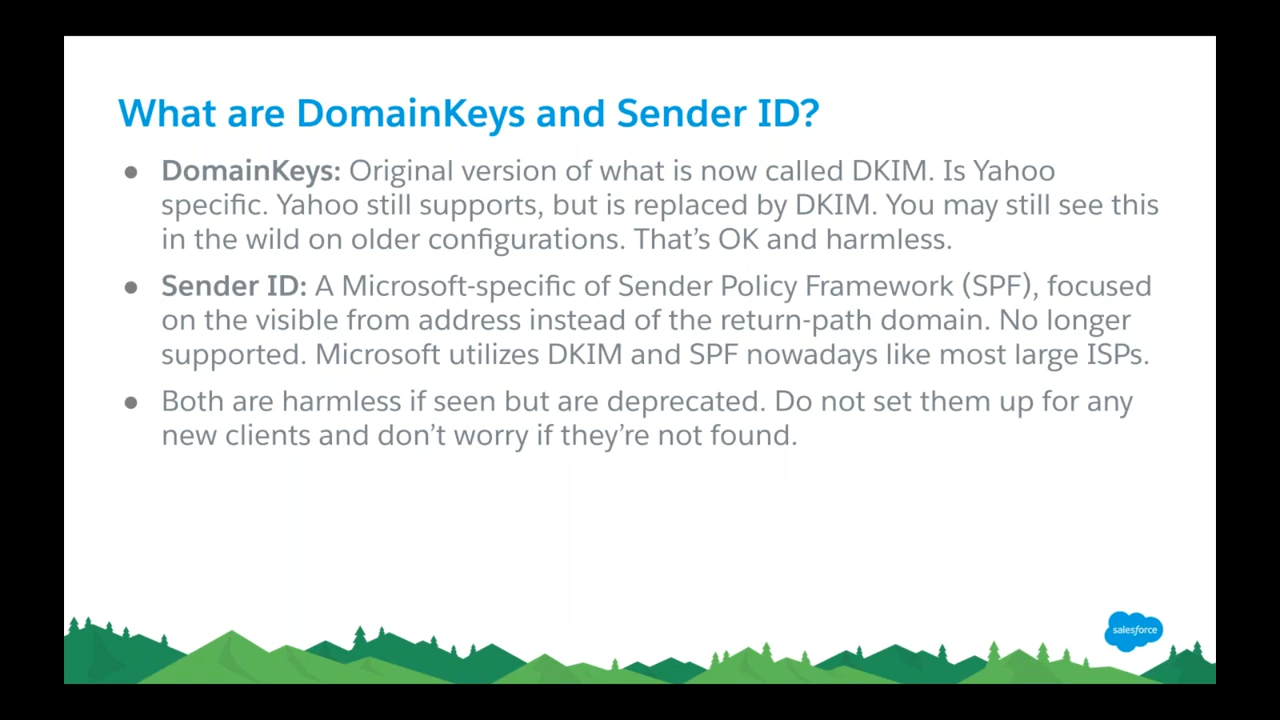 What are DomainKeys and Sender ID?
● DomainKeys: Original version of what is now called DKIM. Is Yahoo
specific. Yahoo still supports, but is replaced by DKIM. You may still see this
in the wild on older configurations. That's OK and harmless.
● Sender ID: A Microsoft-specific of Sender Policy Framework (SPF), focused
on the visible from address instead of the return-path domain. No longer
supported. Microsoft utilizes DKIM and SPF nowadays like most large ISPs.
● Both are harmless if seen but are deprecated. Do not set them up for any
new clients and don't worry if they're not found.
salesforce